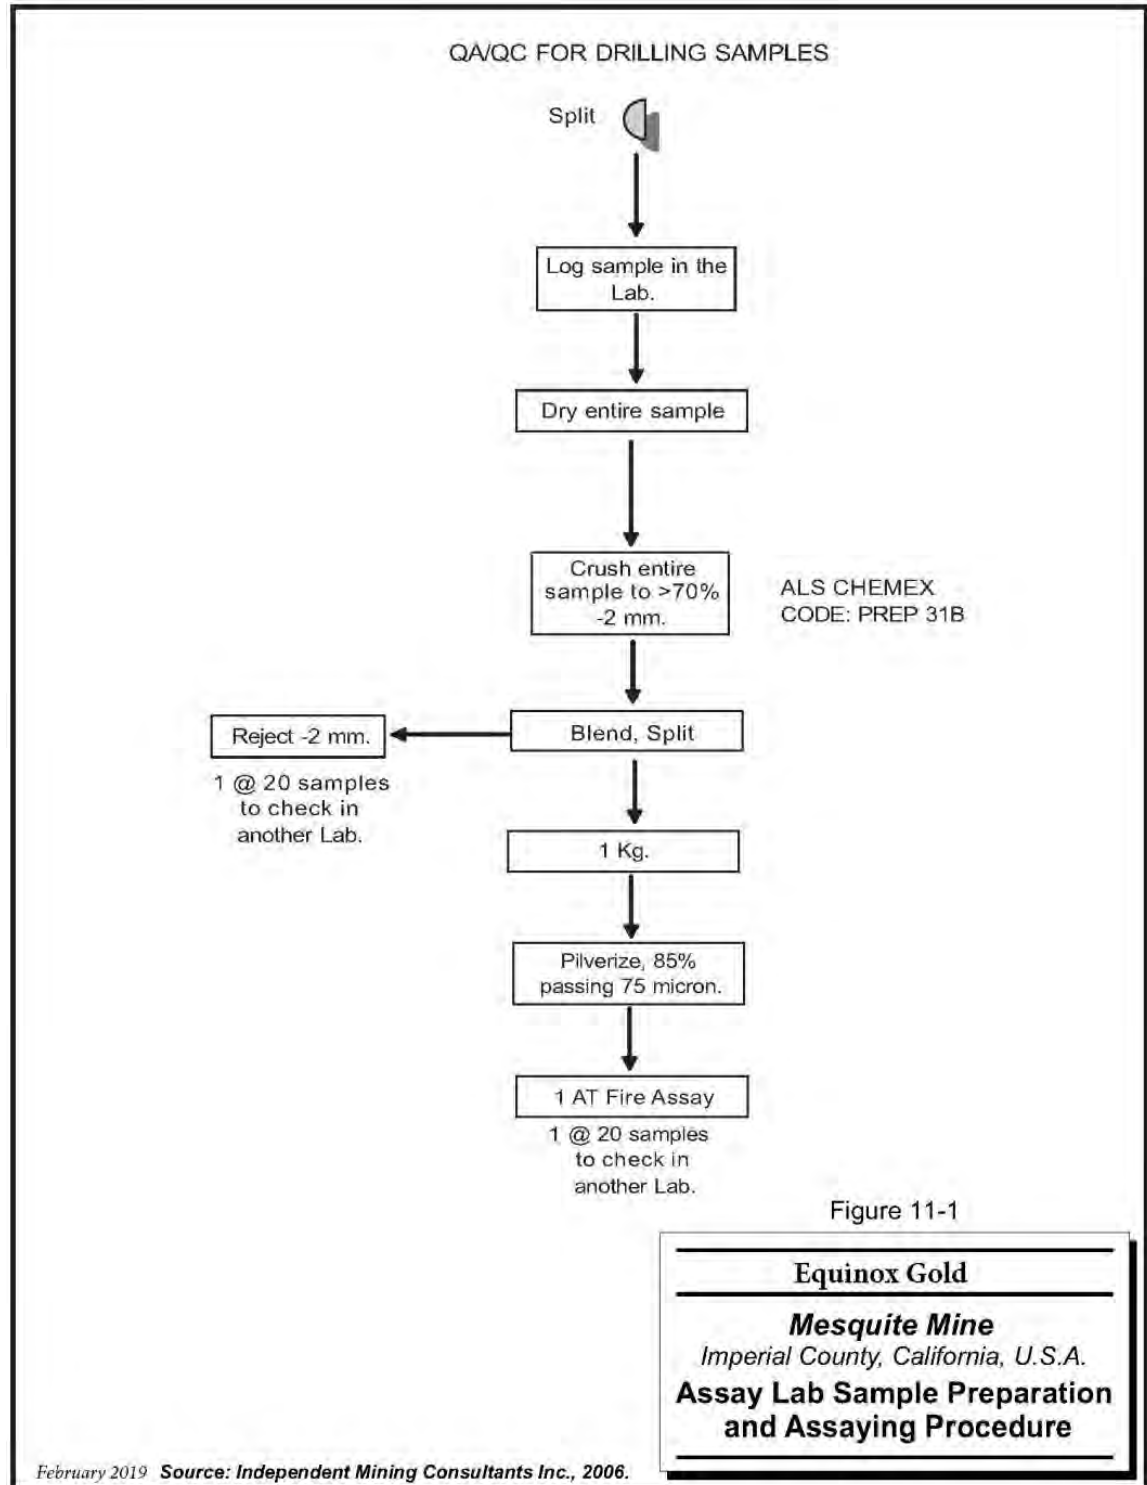 QA/QC FOR DRILLING SAMPLES
Split
Log sample in the
Lab.
Dry entire sample
Crush entire
sample to >70%
-2 mm.
ALS CHEMEX
CODE: PREP 31B
Blend, Split
Reject -2 mm.
1 @ 20 samples
to check in
another Lab.
1 Kg.
Pilverize, 85%
passing 75 micron.
1 AT Fire Assay
1 @ 20 samples
to check in
another Lab.
Figure 11-1
Equinox Gold
Mesquite Mine
Imperial County, California, U.S.A.
Assay Lab Sample Preparation
and Assaying Procedure
February 2019 Source: Independent Mining Consultants Inc., 2006.